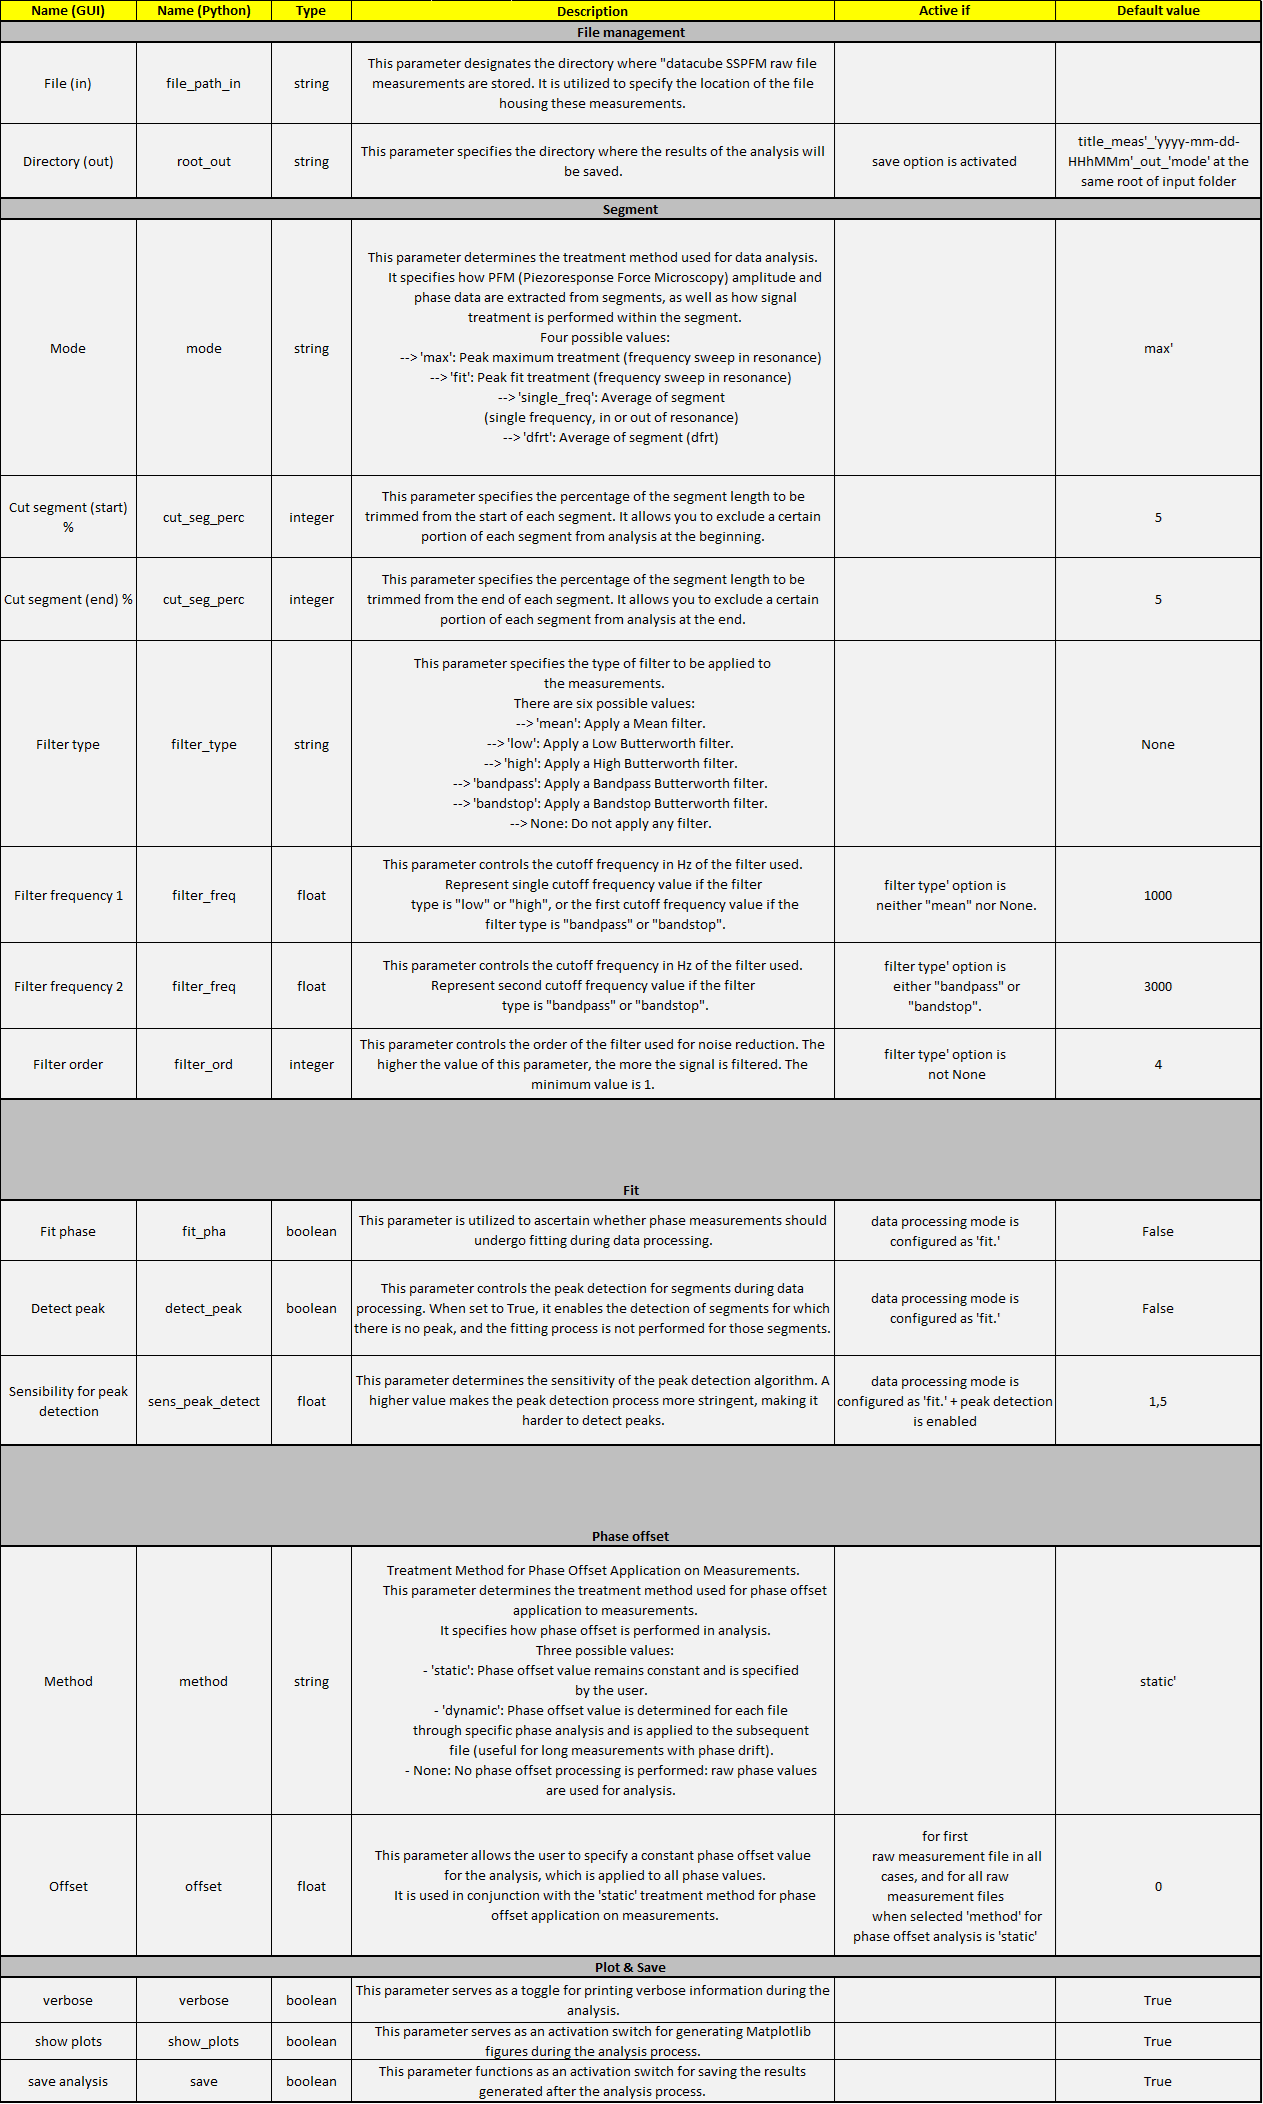 Name (GUI) Name (Python) Type Description Active if Default value
File management
File (in) file_path_in string
This parameter designates the directory where "datacube SSPFM raw file
measurements are stored. It is utilized to specify the location of the file
housing these measurements.
Directory (out) root_out string
This parameter specifies the directory where the results of the analysis will
be saved.
save option is activated
title_meas'_'yyyy-mm-dd-
HHhMMm'_out_'mode' at the
same root of input folder
Segment
Mode mode string
This parameter determines the treatment method used for data analysis.
It specifies how PFM (Piezoresponse Force Microscopy) amplitude and
phase data are extracted from segments, as well as how signal
treatment is performed within the segment.
Four possible values:
--> 'max': Peak maximum treatment (frequency sweep in resonance)
--> 'fit': Peak fit treatment (frequency sweep in resonance)
--> 'single_freq': Average of segment
(single frequency, in or out of resonance)
--> 'dfrt': Average of segment (dfrt)
max'
Cut segment (start)
%
cut_seg_perc integer
This parameter specifies the percentage of the segment length to be
trimmed from the start of each segment. It allows you to exclude a certain
portion of each segment from analysis at the beginning.
5
Cut segment (end) % cut_seg_perc integer
This parameter specifies the percentage of the segment length to be
trimmed from the end of each segment. It allows you to exclude a certain
portion of each segment from analysis at the end.
5
Filter type filter_type string
This parameter specifies the type of filter to be applied to
the measurements.
There are six possible values:
--> 'mean': Apply a Mean filter.
--> 'low': Apply a Low Butterworth filter.
--> 'high': Apply a High Butterworth filter.
--> 'bandpass': Apply a Bandpass Butterworth filter.
--> 'bandstop': Apply a Bandstop Butterworth filter.
--> None: Do not apply any filter.
None
Filter frequency 1 filter_freq float
This parameter controls the cutoff frequency in Hz of the filter used.
Represent single cutoff frequency value if the filter
type is "low" or "high", or the first cutoff frequency value if the
filter type is "bandpass" or "bandstop".
filter type' option is
neither "mean" nor None.
1000
Filter frequency 2 filter_freq float
This parameter controls the cutoff frequency in Hz of the filter used.
Represent second cutoff frequency value if the filter
type is "bandpass" or "bandstop".
filter type' option is
either "bandpass" or
"bandstop".
3000
Filter order filter_ord integer
This parameter controls the order of the filter used for noise reduction. The
higher the value of this parameter, the more the signal is filtered. The
minimum value is 1.
filter type' option is
not None
4
Fit
Fit phase fit_pha boolean
This parameter is utilized to ascertain whether phase measurements should
undergo fitting during data processing.
data processing mode is
configured as 'fit.'
False
Detect peak detect_peak boolean
This parameter controls the peak detection for segments during data
processing. When set to True, it enables the detection of segments for which
there is no peak, and the fitting process is not performed for those segments.
data processing mode is
configured as 'fit.'
False
Sensibility for peak
detection
sens_peak_detect float
This parameter determines the sensitivity of the peak detection algorithm. A
higher value makes the peak detection process more stringent, making it
harder to detect peaks.
data processing mode is
configured as 'fit.' + peak detection
is enabled
1,5
Phase offset
Method method string
Treatment Method for Phase Offset Application on Measurements.
This parameter determines the treatment method used for phase offset
application to measurements.
It specifies how phase offset is performed in analysis.
Three possible values:
- 'static': Phase offset value remains constant and is specified
by the user.
- 'dynamic': Phase offset value is determined for each file
through specific phase analysis and is applied to the subsequent
file (useful for long measurements with phase drift).
- None: No phase offset processing is performed: raw phase values
are used for analysis.
static'
Offset offset float
This parameter allows the user to specify a constant phase offset value
for the analysis, which is applied to all phase values.
It is used in conjunction with the 'static' treatment method for phase
offset application on measurements.
for first
raw measurement file in all
cases, and for all raw
measurement files
when selected 'method' for
phase offset analysis is 'static'
0
Plot & Save
verbose verbose boolean
This parameter serves as a toggle for printing verbose information during the
analysis.
True
show plots show_plots boolean
This parameter serves as an activation switch for generating Matplotlib
figures during the analysis process.
True
save analysis save boolean
This parameter functions as an activation switch for saving the results
generated after the analysis process.
True